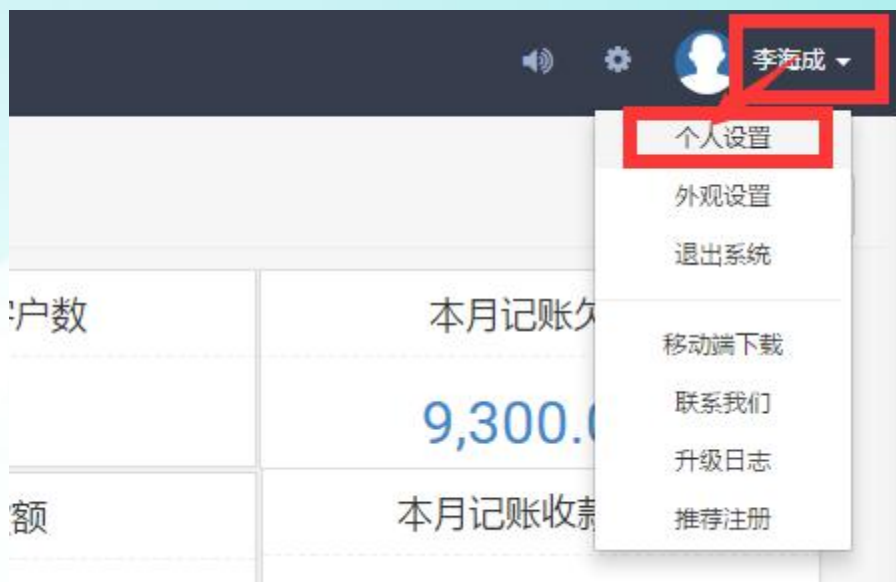 李海成
个人设置
外观设置
退出系统
户数
本月记账欠
9,300.
移动端下载
联系我们
升级日志
额
本月记账收
推荐注册